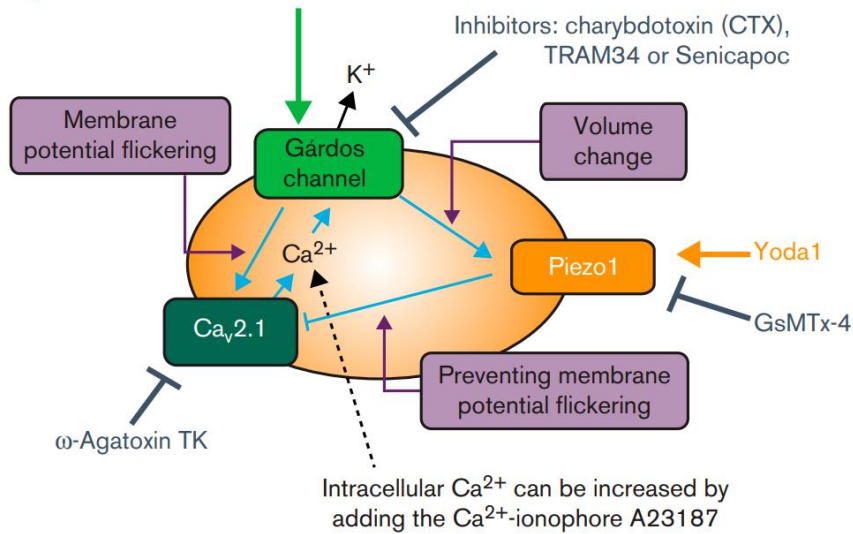 Inhibitors: charybdotoxin (CTX),
TRAM34 or Senicapoc
K+
Membrane
potential flickering
Gárdos
channel
Volume
change
Ca2+
Piezo1
Yoda1
Cav2.1
GsMTx-4
Preventing membrane
potential flickering
ω-Agatoxin TK
Intracellular Ca2+ can be increased by
adding the Ca2+-ionophore A23187